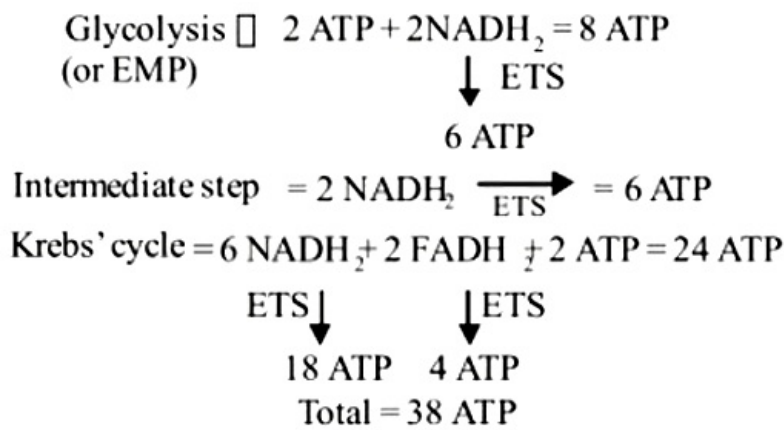 Glycolysis □ 2 ATP + 2NADH₂ = 8 ATP
(or EMP) ETS
6 ATP
Intermediate step = 2 NADH₂ ETS = 6 ATP
Krebs' cycle = 6 NADH₂ + 2 FADH₂ + 2 ATP = 24 ATP
ETS ETS
18 ATP 4 ATP
Total = 38 ATP